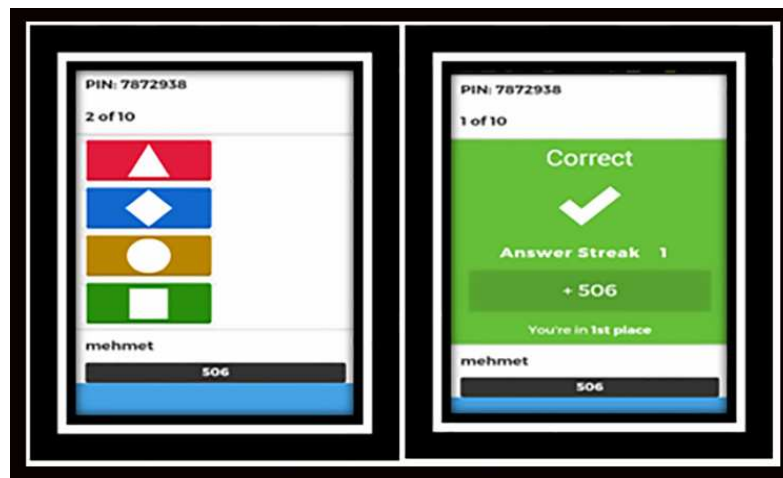 PIN: 7872938
2 of 10
mehmet
506
PIN: 7872938
1 of 10
Correct
Answer Streak 1
+ 506
You're in 1st place
mehmet
506